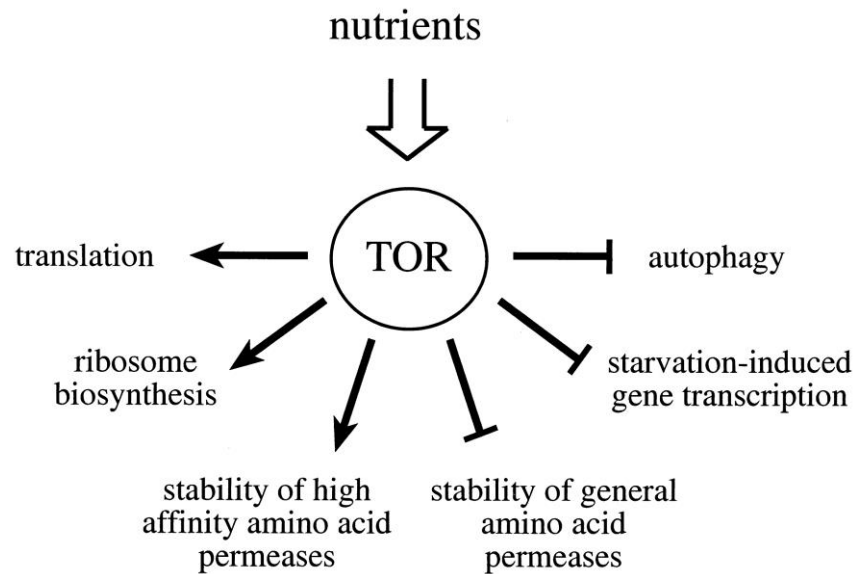 nutrients
TOR
translation
autophagy
ribosome
biosynthesis
starvation-induced
gene transcription
stability of high
affinity amino acid
permeases
stability of general
amino acid
permeases